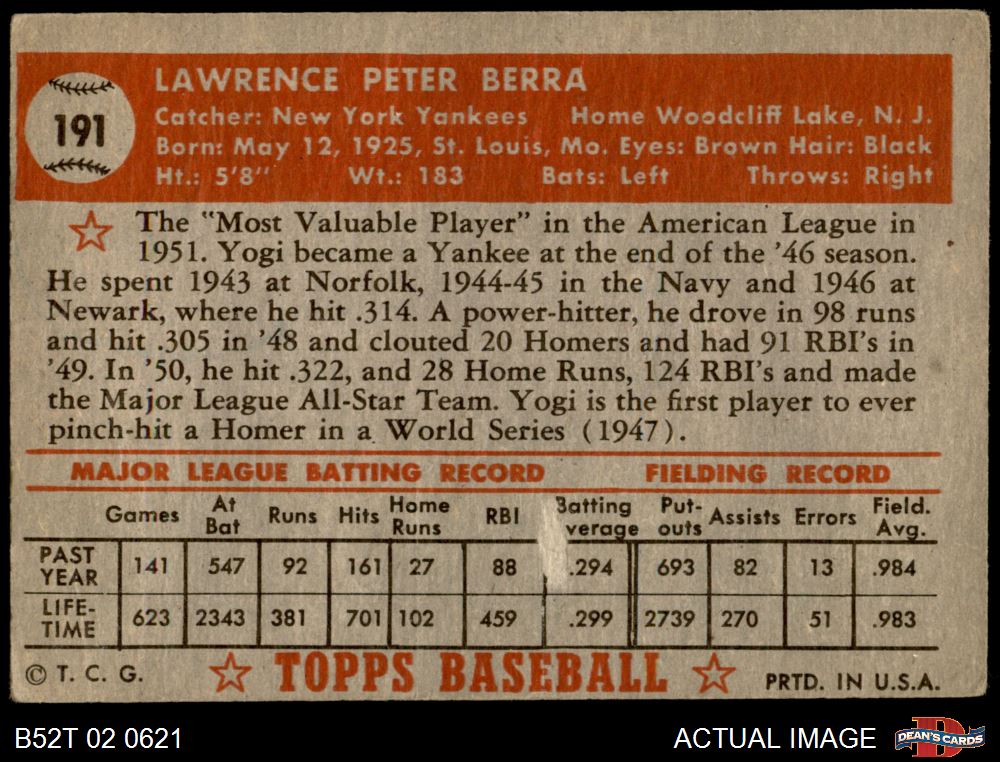 LAWRENCE PETER BERRA
191
Catcher: New York Yankees Home Woodcliff Lake, N. J.
Born: May 12, 1925, St. Louis, Mo. Eyes: Brown Hair: Black
Ht.: 5'8" Wt.: 183 Bats: Left Throws: Right
The "Most Valuable Player" in the American League in
1951. Yogi became a Yankee at the end of the '46 season.
He spent 1943 at Norfolk, 1944-45 in the Navy and 1946 at
Newark, where he hit .314. A power-hitter, he drove in 98 runs
and hit .305 in '48 and clouted 20 Homers and had 91 RBI's in
'49. In '50, he hit .322, and 28 Home Runs, 124 RBI's and made
the Major League All-Star Team. Yogi is the first player to ever
pinch-hit a Homer in a World Series (1947).
MAJOR LEAGUE BATTING RECORD FIELDING RECORD
Games At Bat Runs Hits Home Runs RBI Batting verage Put-outs Assists Errors Field. Avg.
PAST YEAR 141 547 92 161 27 88 .294 693 82 13 .984
LIFE-TIME 623 2343 381 701 102 459 .299 2739 270 51 .983
© T. C. G. TOPPS BASEBALL PRTD. IN U.S.A.
B52T 02 0621 ACTUAL IMAGE DEAN'S CARDS